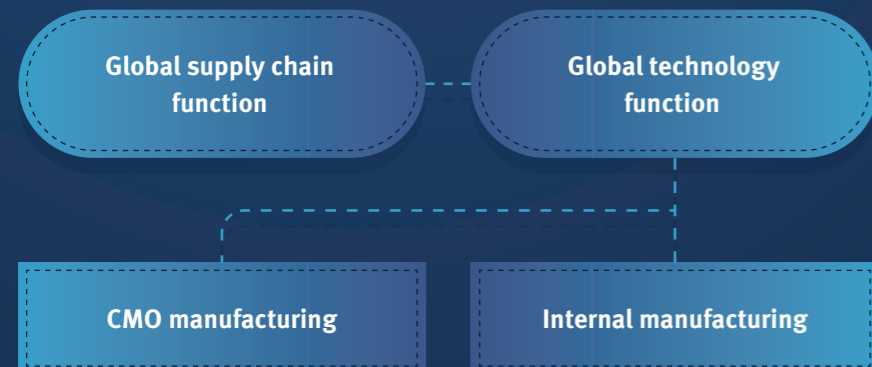 Global supply chain
function
Global technology
function
CMO manufacturing
Internal manufacturing